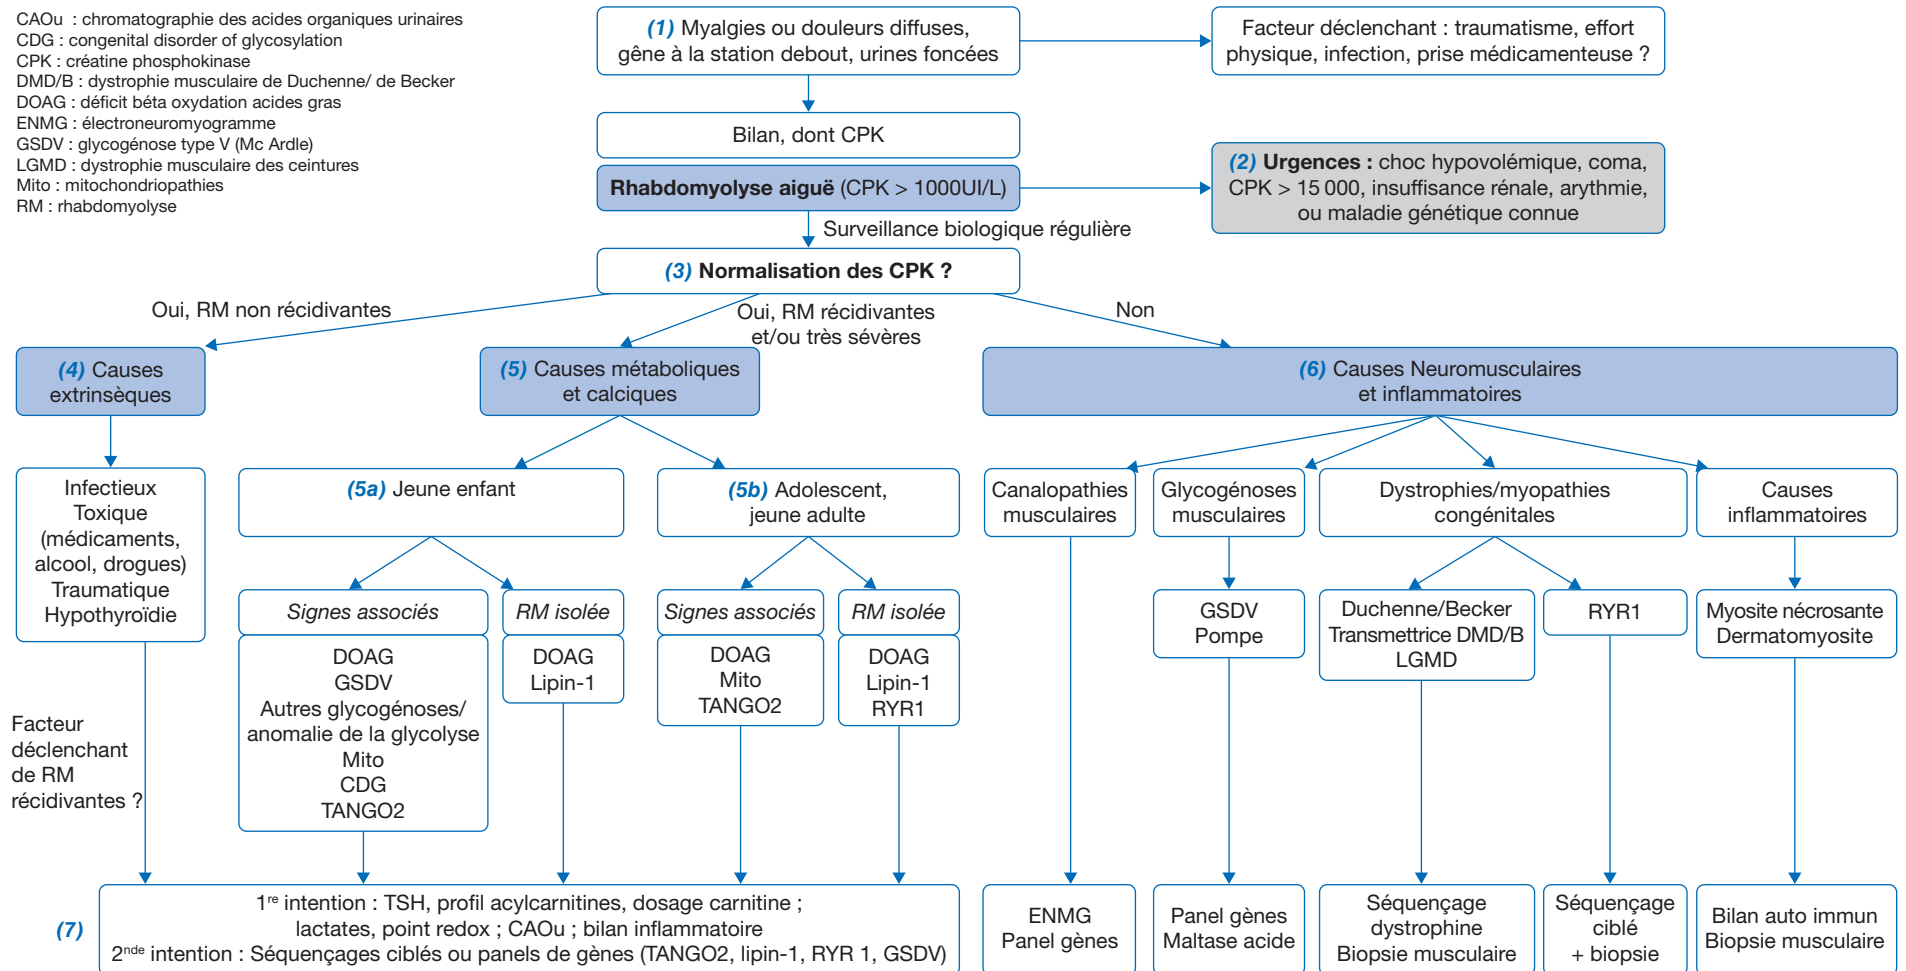 CAOu : chromatographie des acides organiques urinaires
CDG : congenital disorder of glycosylation
CPK : créatine phosphokinase
DMD/B : dystrophie musculaire de Duchenne/ de Becker
DOAG : déficit béta oxydation acides gras
ENMG : électroneuromyogramme
GSDV : glycogénose type V (Mc Ardle)
LGMD : dystrophie musculaire des ceintures
Mito : mitochondriopathies
RM : rhabdomyolyse
(1) Myalgies ou douleurs diffuses,
gêne à la station debout, urines foncées
Facteur déclenchant : traumatisme, effort
physique, infection, prise médicamenteuse ?
Bilan, dont CPK
Rhabdomyolyse aiguë (CPK > 1000UI/L)
(2) Urgences : choc hypovolémique, coma,
CPK > 15 000, insuffisance rénale, arythmie,
ou maladie génétique connue
Surveillance biologique régulière
(3) Normalisation des CPK ?
Oui, RM non récidivantes
Oui, RM récidivantes
et/ou très sévères
Non
(4) Causes
extrinsèques
(5) Causes métaboliques
et calciques
(6) Causes Neuromusculaires
et inflammatoires
Infectieux
Toxique
(médicaments,
alcool, drogues)
Traumatique
Hypothyroïdie
(5a) Jeune enfant
(5b) Adolescent,
jeune adulte
Canalopathies
musculaires
Glycogénoses
musculaires
Dystrophies/myopathies
congénitales
Causes
inflammatoires
Signes associés
RM isolée
Signes associés
RM isolée
DOAG
GSDV
Autres glycogénoses/
anomalie de la glycolyse
Mito
CDG
TANGO2
DOAG
Lipin-1
DOAG
Mito
TANGO2
DOAG
Lipin-1
RYR1
GSDV
Pompe
Duchenne/Becker
Transmettrice DMD/B
LGMD
RYR1
Myosite nécrosante
Dermatomyosite
Facteur
déclenchant
de RM
récidivantes ?
(7)
1re intention : TSH, profil acylcarnitines, dosage carnitine ;
lactates, point redox ; CAOu ; bilan inflammatoire
2nde intention : Séquençages ciblés ou panels de gènes (TANGO2, lipin-1, RYR 1, GSDV)
ENMG
Panel gènes
Panel gènes
Maltase acide
Séquençage
dystrophine
Biopsie musculaire
Séquençage
ciblé
+ biopsie
Bilan auto immun
Biopsie musculaire